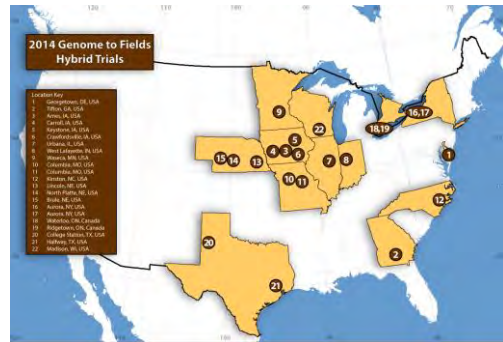 2014 Genome to Fields
Hybrid Trials
Location Key
1 Georgetown, DE, USA
2 Tifton, GA, USA
3 Ames, IA, USA
4 Carroll, IA, USA
5 Keystone, IA, USA
6 Crawfordsville, IA, USA
7 Urbana, IL, USA
8 West Lafayette, IN, USA
9 Waseca, MN, USA
10 Columbia, MO, USA
11 Columbia, MO, USA
12 Kinston, NC, USA
13 Lincoln, NE, USA
14 North Platte, NE, USA
15 Brule, NE, USA
16 Aurora, NY, USA
17 Aurora, NY, USA
18 Waterloo, ON, Canada
19 Ridgetown, ON, Canada
20 College Station, TX, USA
21 Halfway, TX, USA
22 Madison, WI, USA
9
22
16,17
18,19
5
4
3
6
15
14
13
7
8
1
10
11
12
2
20
21